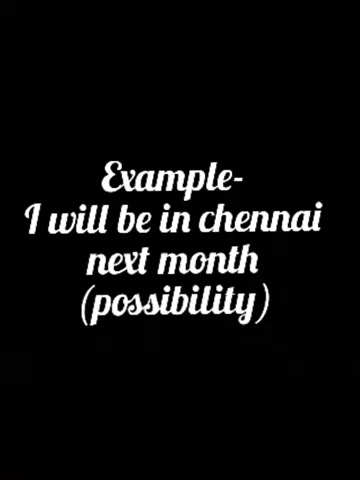 Example-
I will be in chennai
next month
(possibility)